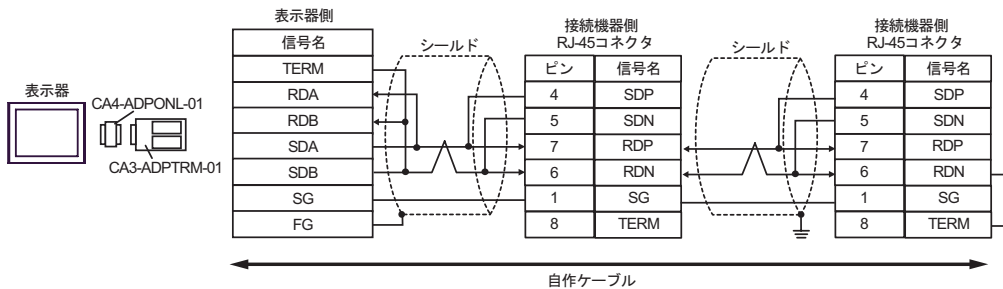 表示器
CA4-ADPONL-01
CA3-ADPTRM-01
表示器側
信号名
TERM
RDA
RDB
SDA
SDB
SG
FG
シールド
接続機器側
RJ-45コネクタ
ピン 信号名
4 SDP
5 SDN
7 RDP
6 RDN
1 SG
8 TERM
シールド
接続機器側
RJ-45コネクタ
ピン 信号名
4 SDP
5 SDN
7 RDP
6 RDN
1 SG
8 TERM
自作ケーブル